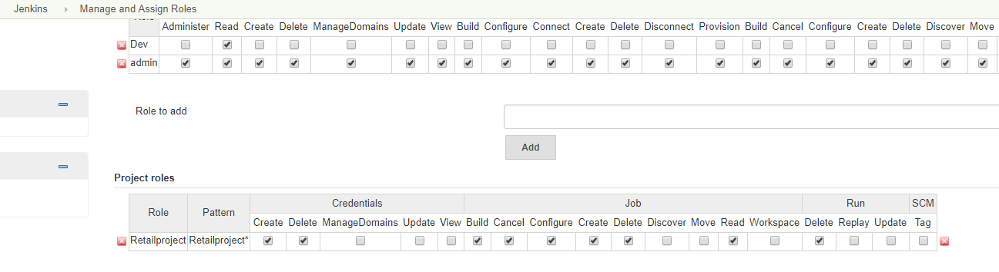 Jenkins Manage and Assign Roles
Administer Read Create Delete ManageDomains Update View Build Configure Connect Create Delete Disconnect Provision Build Cancel Configure Create Delete Discover Move
Dev
admin
Role to add
Add
Project roles
Role Pattern Credentials Job Run SCM
Create Delete ManageDomains Update View Build Cancel Configure Create Delete Discover Move Read Workspace Delete Replay Update Tag
Retailproject Retailproject*